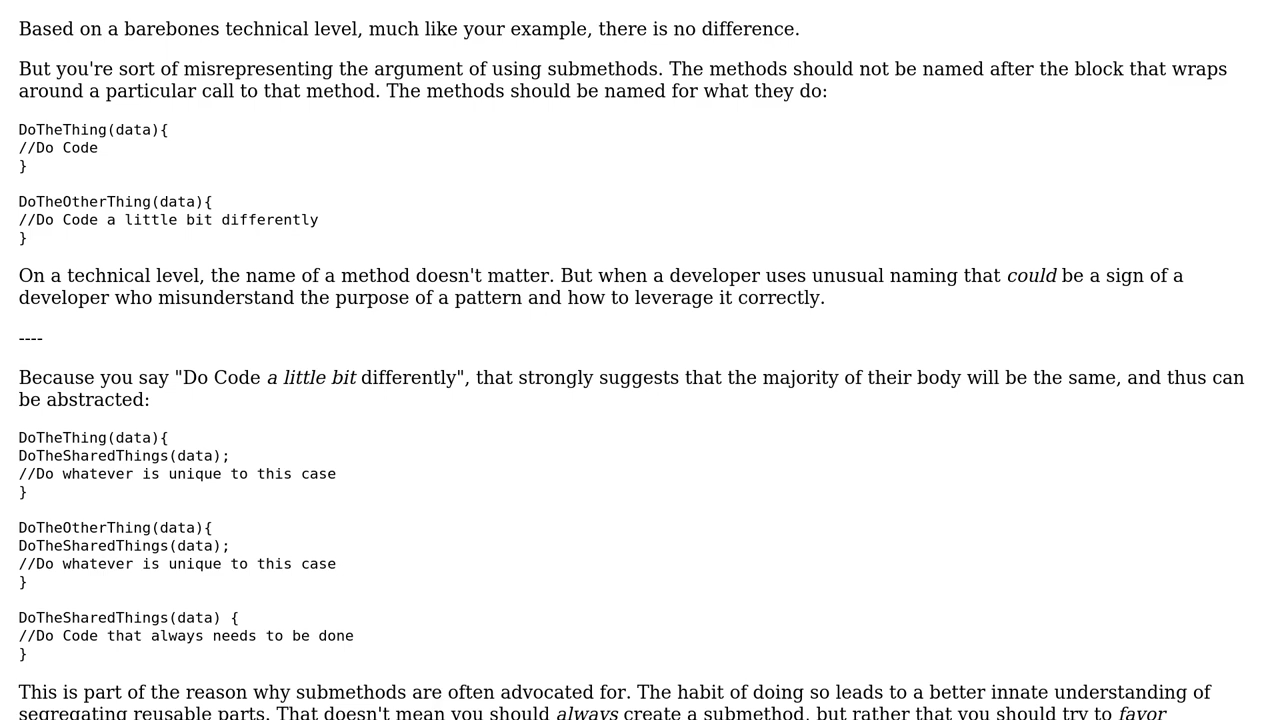 Based on a barebones technical level, much like your example, there is no difference.
But you're sort of misrepresenting the argument of using submethods. The methods should not be named after the block that wraps
around a particular call to that method. The methods should be named for what they do:
DoTheThing(data){
//Do Code
}
DoTheOtherThing(data){
//Do Code a little bit differently
}
On a technical level, the name of a method doesn't matter. But when a developer uses unusual naming that could be a sign of a
developer who misunderstand the purpose of a pattern and how to leverage it correctly.
----
Because you say "Do Code a little bit differently", that strongly suggests that the majority of their body will be the same, and thus can
be abstracted:
DoTheThing(data){
DoTheSharedThings(data);
//Do whatever is unique to this case
}
DoTheOtherThing(data){
DoTheSharedThings(data);
//Do whatever is unique to this case
}
DoTheSharedThings(data) {
//Do Code that always needs to be done
}
This is part of the reason why submethods are often advocated for. The habit of doing so leads to a better innate understanding of
segregating reusable parts. That doesn't mean you should always create a submethod, but rather that you should try to favor